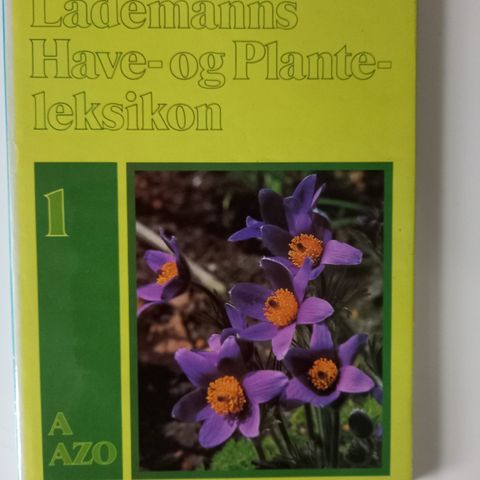 Lademanns
Have- og Plante-
leksikon
1
A
AZO